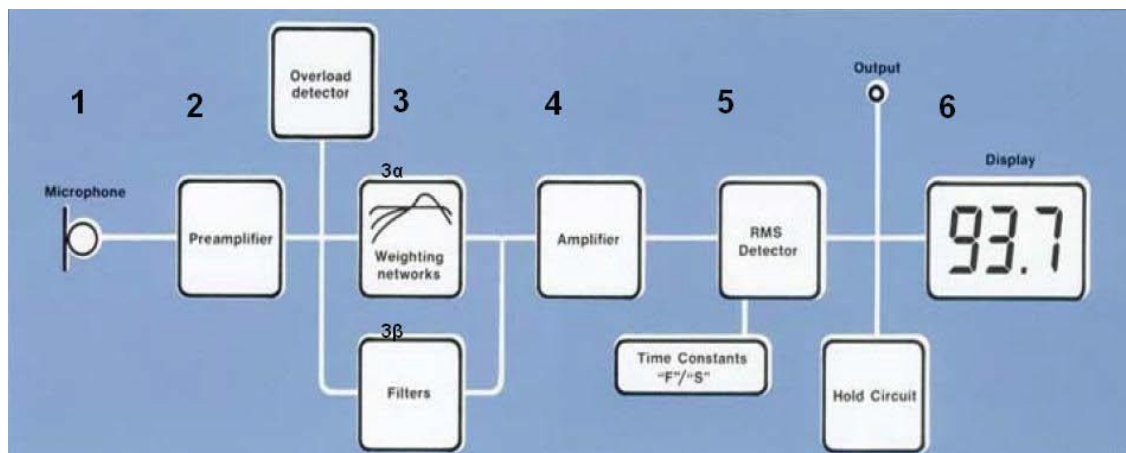 Overload
detector
Output
1
2
3
4
5
6
3α
Display
Microphone
Preamplifier
Weighting
networks
Amplifier
RMS
Detector
93.7
3β
Filters
Time Constants
"F"/"S"
Hold Circuit